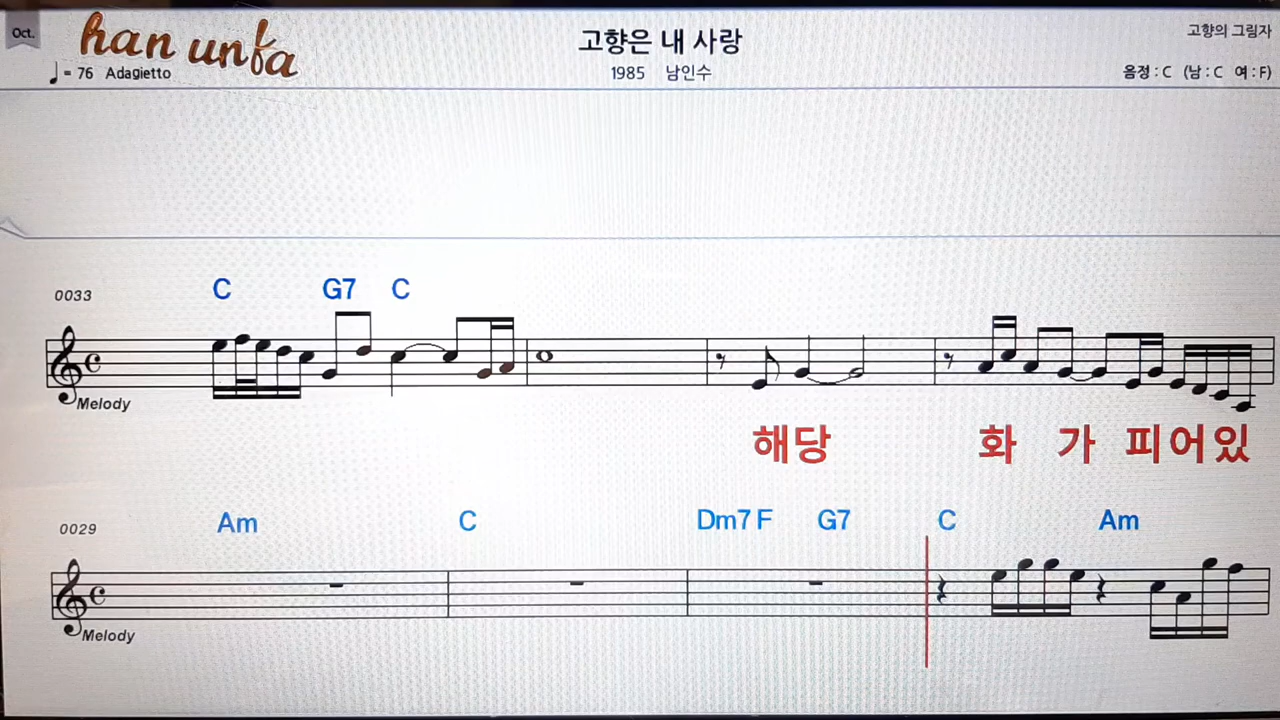 Oct.
han unfa
고향은 내 사랑
고향의 그림자
♩= 76 Adagietto
1985 남인수
음정 : C (남 : C 여 : F)
0033
C G7 C
Melody
해당 화 가 피어있
0029
Am C Dm7 F G7 C Am
Melody